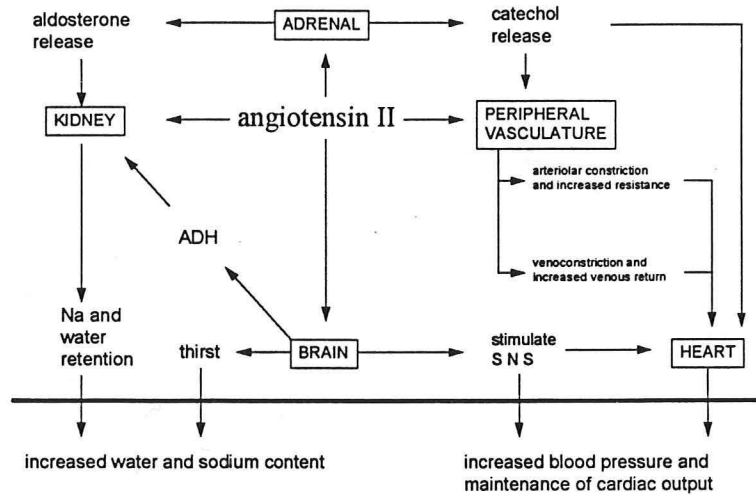 aldosterone
release
ADRENAL
catechol
release
KIDNEY
angiotensin II
PERIPHERAL
VASCULATURE
arteriolar constriction
and increased resistance
ADH
venoconstriction and
increased venous return
Na and
water
retention
thirst
BRAIN
stimulate
S N S
HEART
increased water and sodium content
increased blood pressure and
maintenance of cardiac output